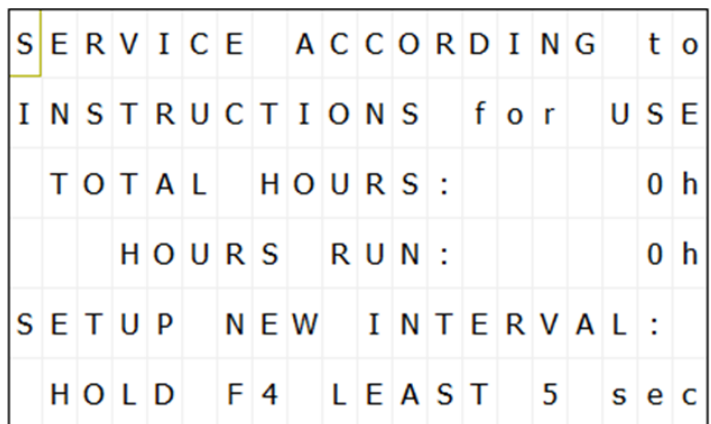 SERVICE ACCORDING to
INSTRUCTIONS for USE
TOTAL HOURS: 0h
HOURS RUN: 0h
SETUP NEW INTERVAL:
HOLD F4 LEAST 5 sec